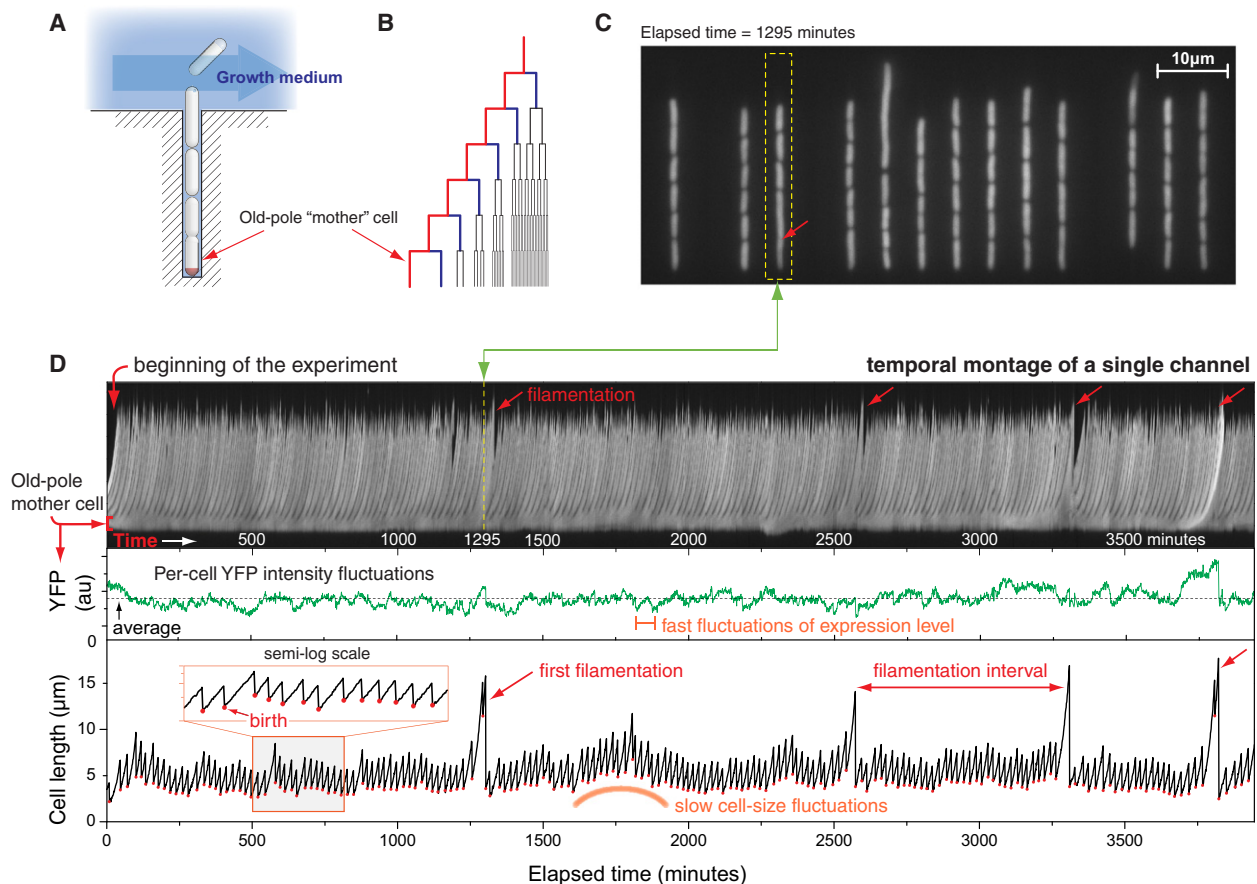 A
Growth medium
Old-pole “mother” cell
B
C
Elapsed time = 1295 minutes
10μm
D
beginning of the experiment
temporal montage of a single channel
filamentation
Old-pole
mother cell
Time
500
1000
1295
1500
2000
2500
3000
3500 minutes
YFP
(au)
Per-cell YFP intensity fluctuations
average
fast fluctuations of expression level
0
semi-log scale
birth
first filamentation
filamentation interval
slow cell-size fluctuations
Cell length (μm)
15
10
5
0
0
500
1000
1500
2000
2500
3000
3500
Elapsed time (minutes)